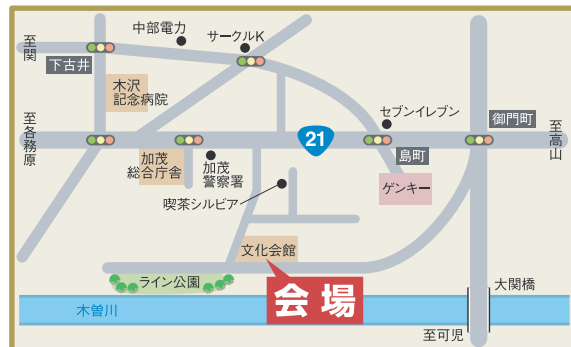 中部電力
サークルK
至関
下古井
木沢
記念病院
セブンイレブン
御門町
至各務原
21
至高山
島町
加茂
総合庁舎
加茂
警察署
ゲンキー
喫茶シルビア
文化会館
ライン公園
会場
大関橋
木曽川
至可児